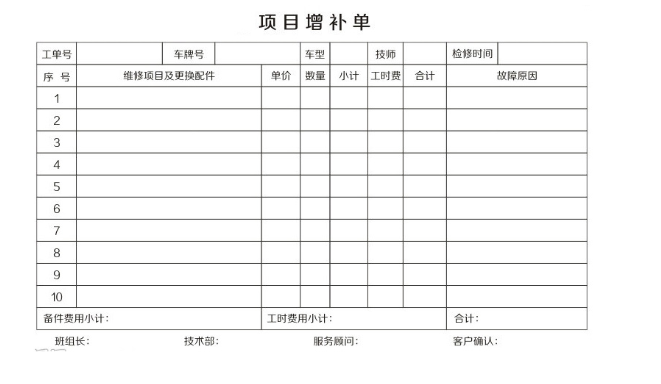 项目增补单
工单号 车牌号 车型 技师 检修时间
序 号 维修项目及更换配件 单价 数量 小计 工时费 合计 故障原因
1
2
3
4
5
6
7
8
9
10
备件费用小计: 工时费用小计: 合计:
班组长: 技术部: 服务顾问: 客户确认: